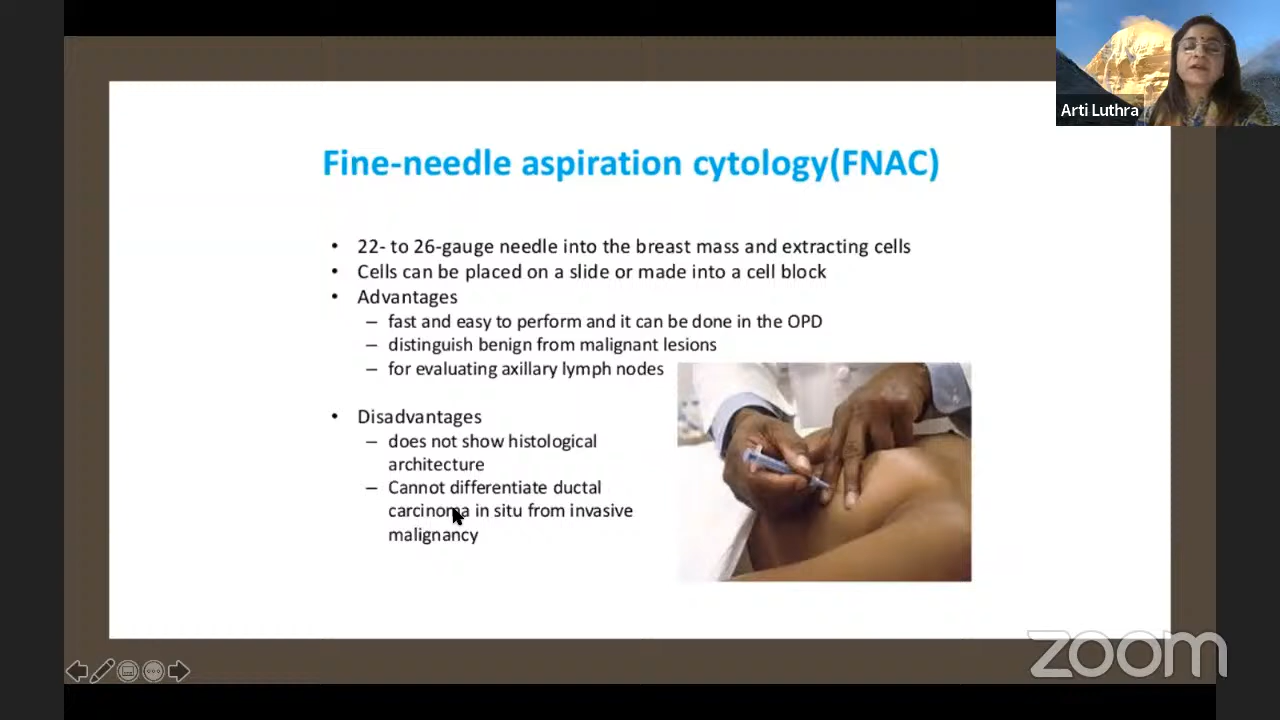 Arti Luthra
Fine-needle aspiration cytology(FNAC)
• 22- to 26-gauge needle into the breast mass and extracting cells
• Cells can be placed on a slide or made into a cell block
• Advantages
– fast and easy to perform and it can be done in the OPD
– distinguish benign from malignant lesions
– for evaluating axillary lymph nodes
• Disadvantages
– does not show histological
architecture
– Cannot differentiate ductal
carcinoma in situ from invasive
malignancy
zoom